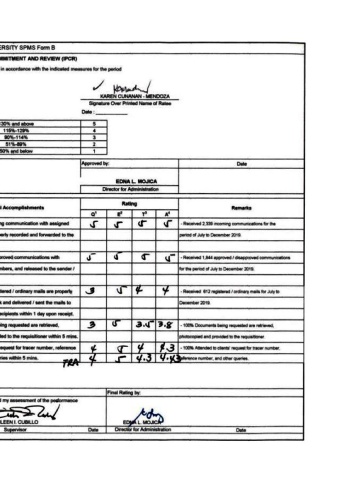 ERSITY SPMS Form B
MMITMENT AND REVIEW (IPCR)
in accordance with the indicated measures for the period
KAREN CUNANAN - MENDOZA
Signature Over Printed Name of Ratee
Date :
130% and above 5
115%-129% 4
90%-114% 3
51%-89% 2
50% and below 1
Approved by: Date
EDNA L. MOJICA
Director for Administration
Accomplishments Rating Remarks
Q¹ E² T³ A⁴
ng communication with assigned 5 5 5 5 - Received 2,339 incoming communications for the
erly recorded and forwarded to the period of July to December 2019.
proved communications with 5 5 5 5 - Received 1,844 approved / disapproved communications
mbers, and released to the sender / for the period of July to December 2019.
tered / ordinary mails are properly 3 5 4 4 - Received 612 registered / ordinary mails for July to
s and delivered / sent the mails to December 2019.
recipients within 1 day upon receipt.
ing requested are retrieved, 3 5 3.5 3.8 - 100% Documents being requested are retrieved,
ed to the requisitioner within 5 mins. photocopied and provided to the requisitioner
request for tracer number, reference 4 5 4 4.3 - 100% Attended to clients' request for tracer number,
ries within 5 mins. 4 5 4.3 4.43 reference number, and other queries.
Final Rating by:
my assessment of the performance
LEEN I. CUBILLO EDNA L. MOJICA
Supervisor Date Director for Administration Date